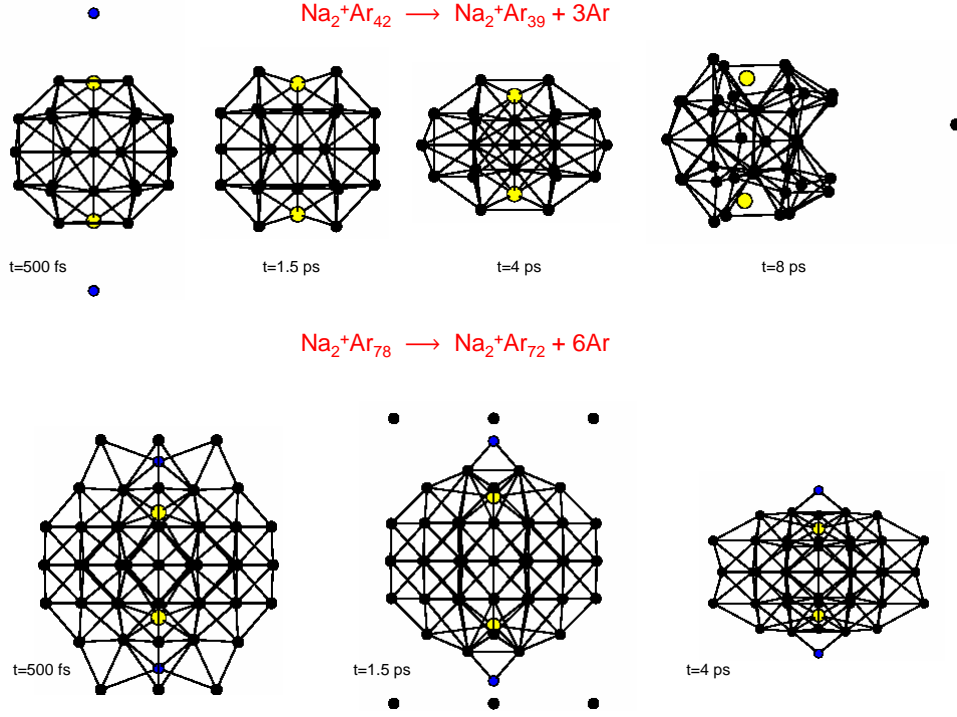 Na₂⁺Ar₄₂ ⟶ Na₂⁺Ar₃₉ + 3Ar
t=500 fs t=1.5 ps t=4 ps t=8 ps
Na₂⁺Ar₇₈ ⟶ Na₂⁺Ar₇₂ + 6Ar
t=500 fs t=1.5 ps t=4 ps